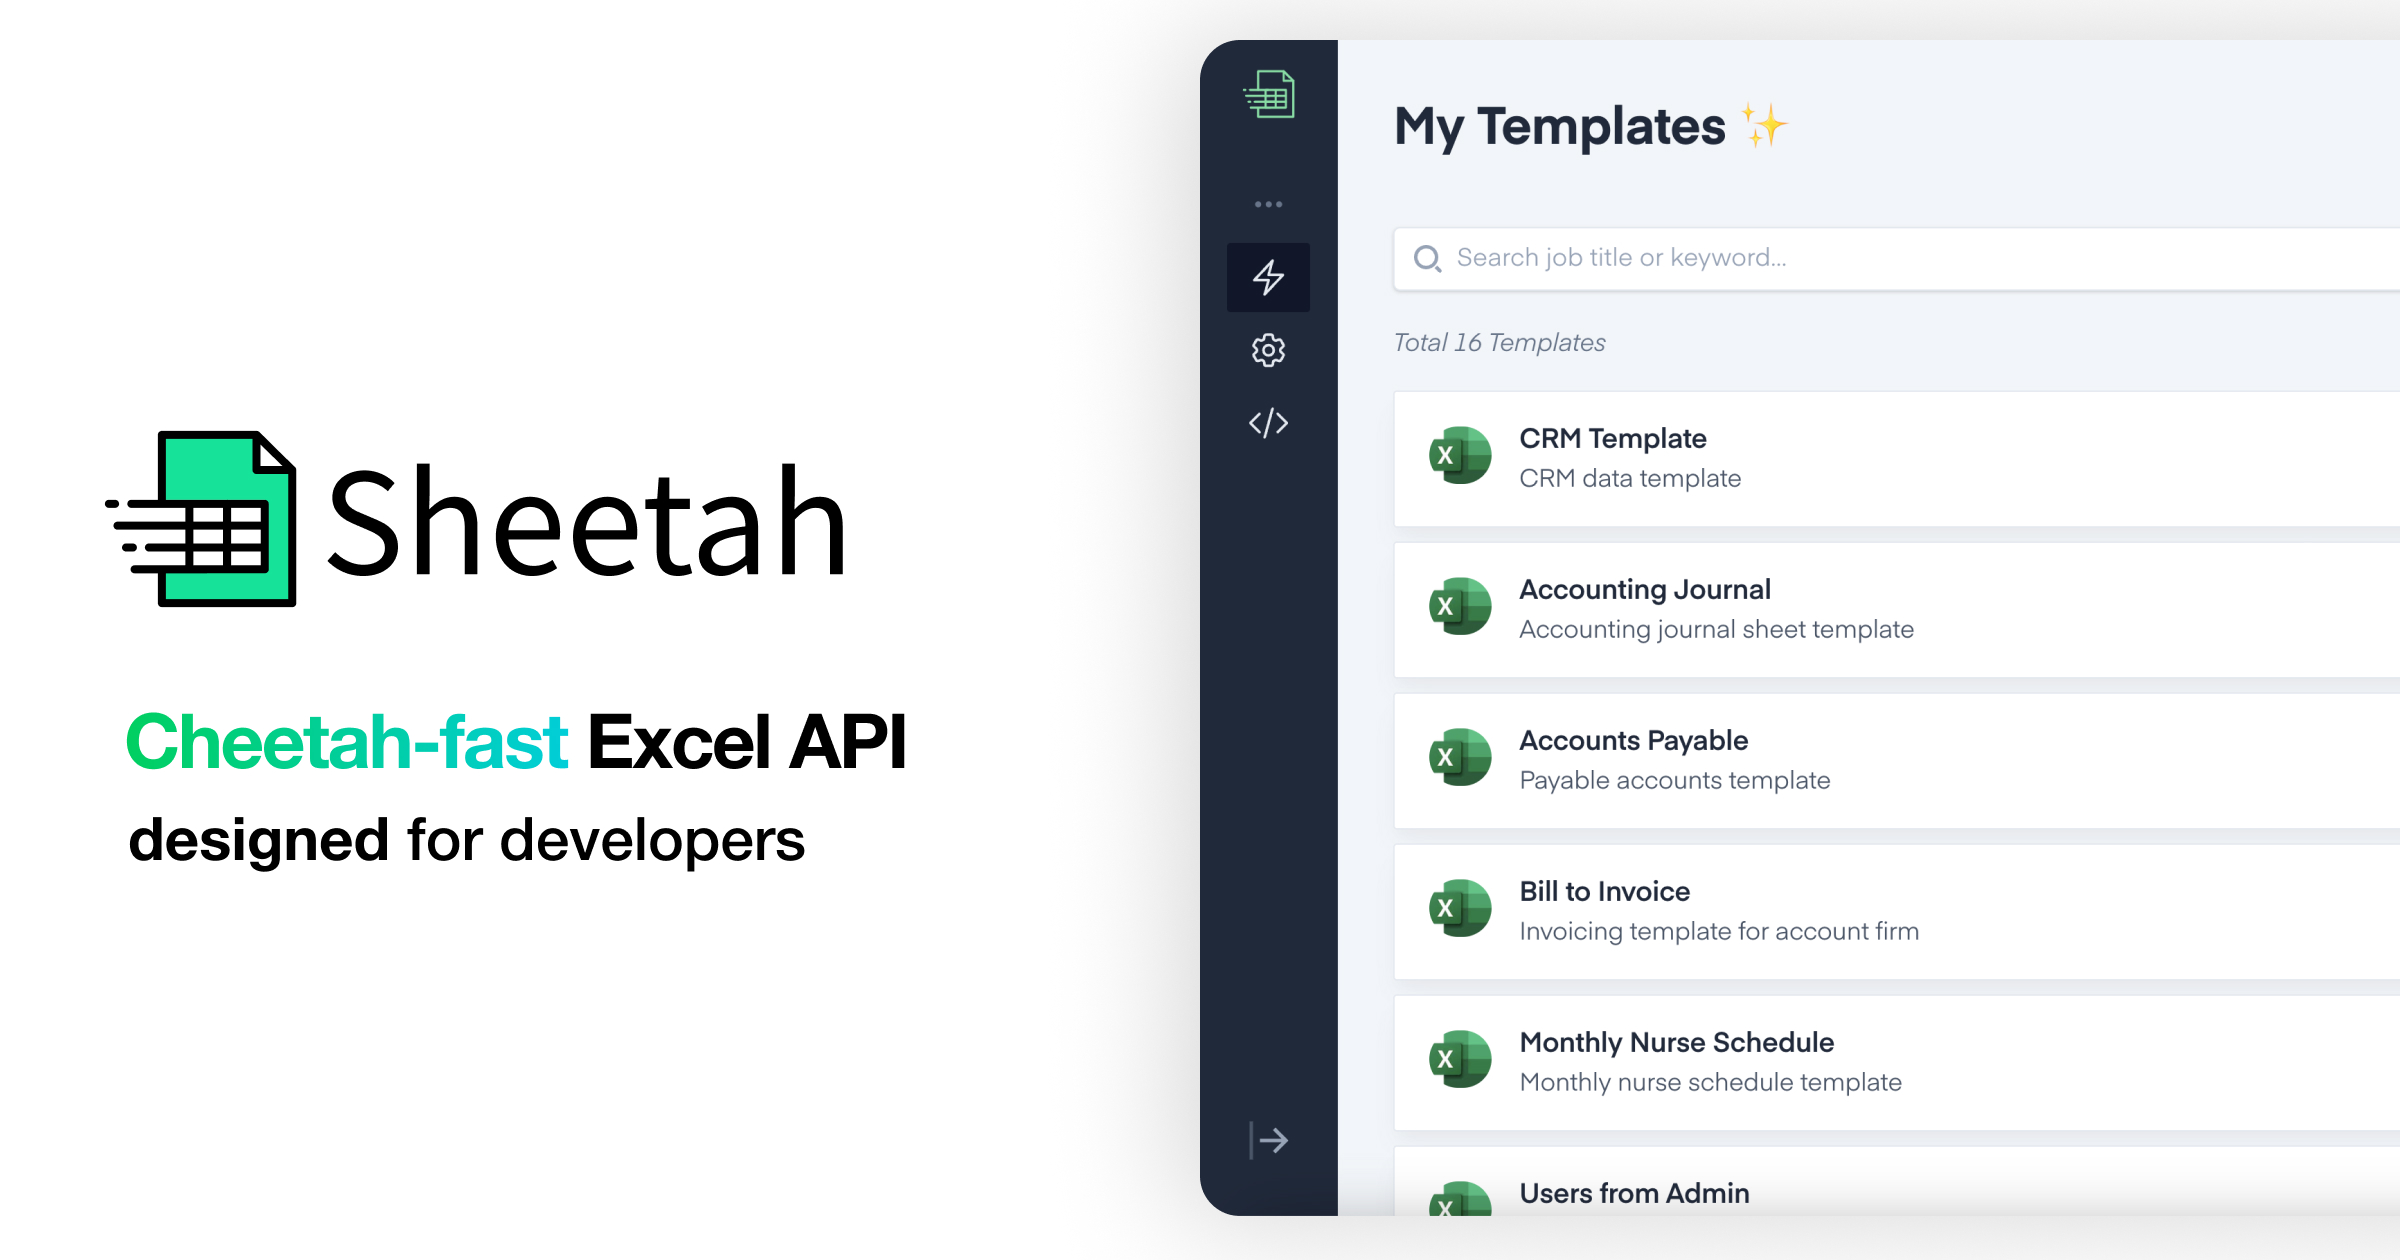 Sheetah
Cheetah-fast Excel API
designed for developers
My Templates ✨
Search job title or keyword...
Total 16 Templates
X
CRM Template
CRM data template
X
Accounting Journal
Accounting journal sheet template
X
Accounts Payable
Payable accounts template
X
Bill to Invoice
Invoicing template for account firm
X
Monthly Nurse Schedule
Monthly nurse schedule template
X
Users from Admin